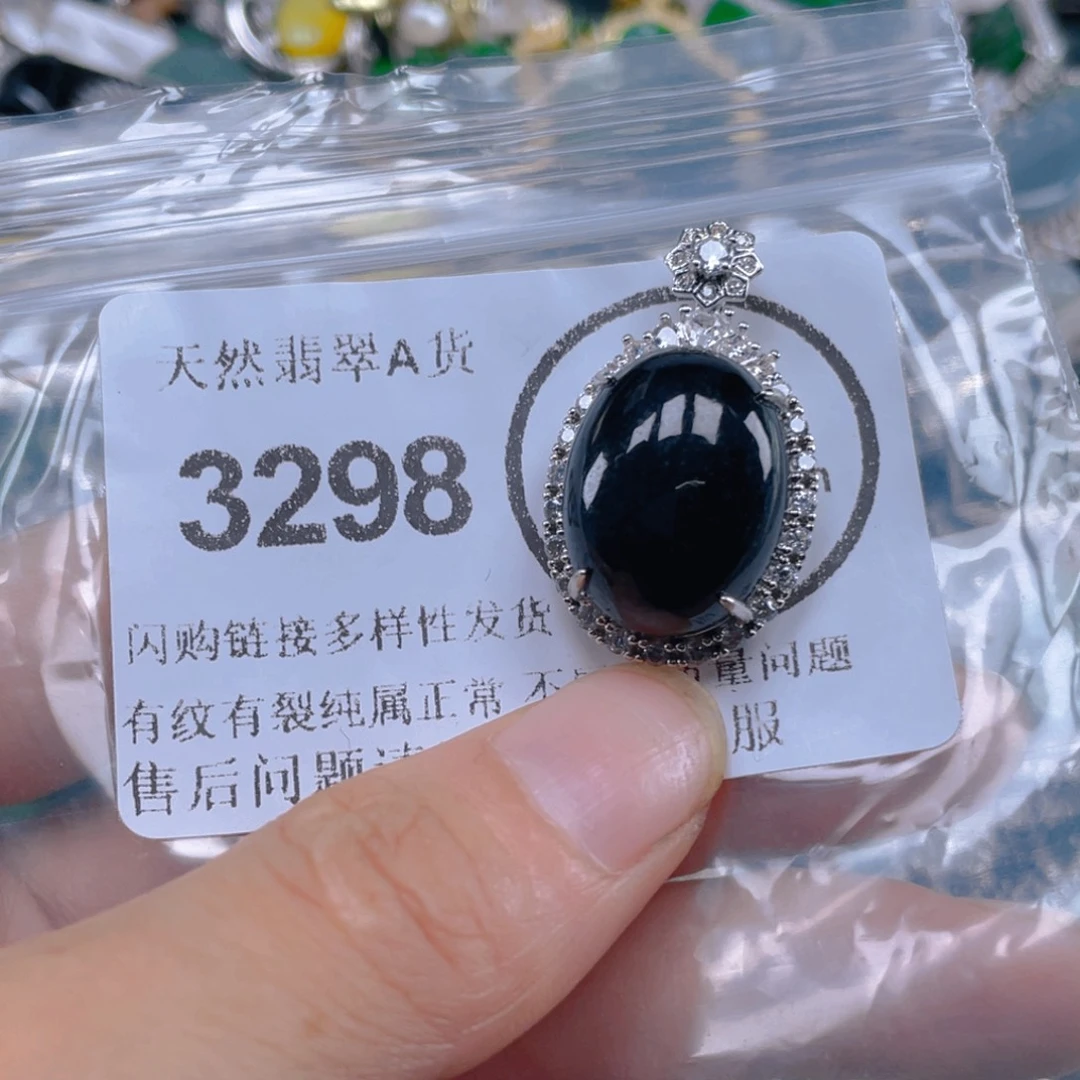 天然翡翠A货
3298
闪购链接多样性发货
有纹有裂纯属正常 不 量问题
售后问题 服